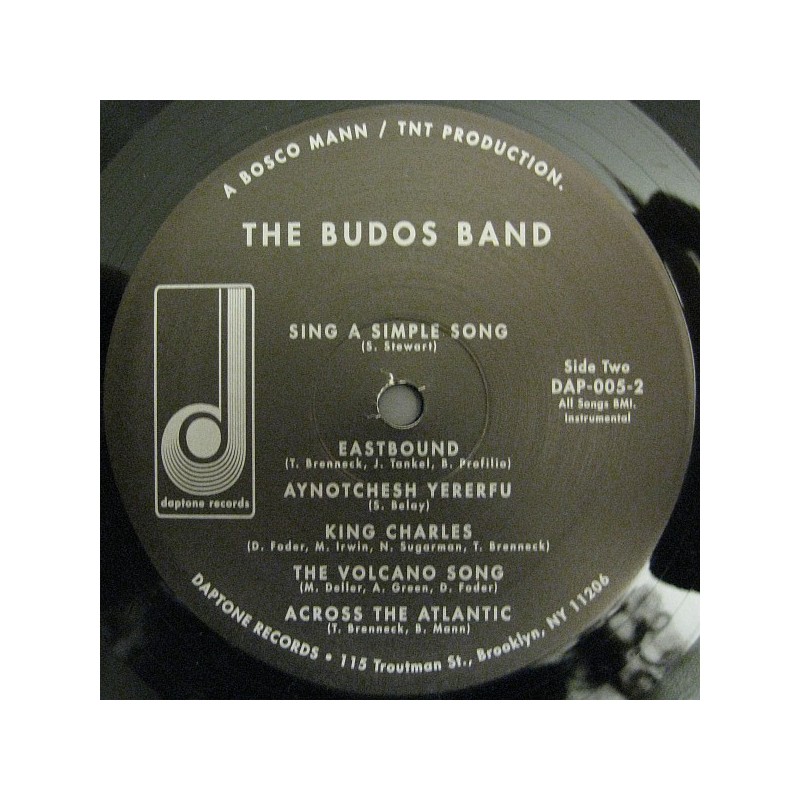 A BOSCO MANN / TNT PRODUCTION.
THE BUDOS BAND
SING A SIMPLE SONG
(S. Stewart)
Side Two
DAP-005-2
All Songs BMI.
Instrumental
EASTBOUND
(T. Brenneck, J. Tankel, B. Profilio)
AYNOTCHESH YERERFU
(S. Belay)
daptone records
KING CHARLES
(D. Foder, M. Irwin, N. Sugarman, T. Brenneck)
THE VOLCANO SONG
(M. Deller, A. Green, D. Foder)
ACROSS THE ATLANTIC
(T. Brenneck, B. Mann)
DAPTONE RECORDS • 115 Troutman St., Brooklyn, NY 11206